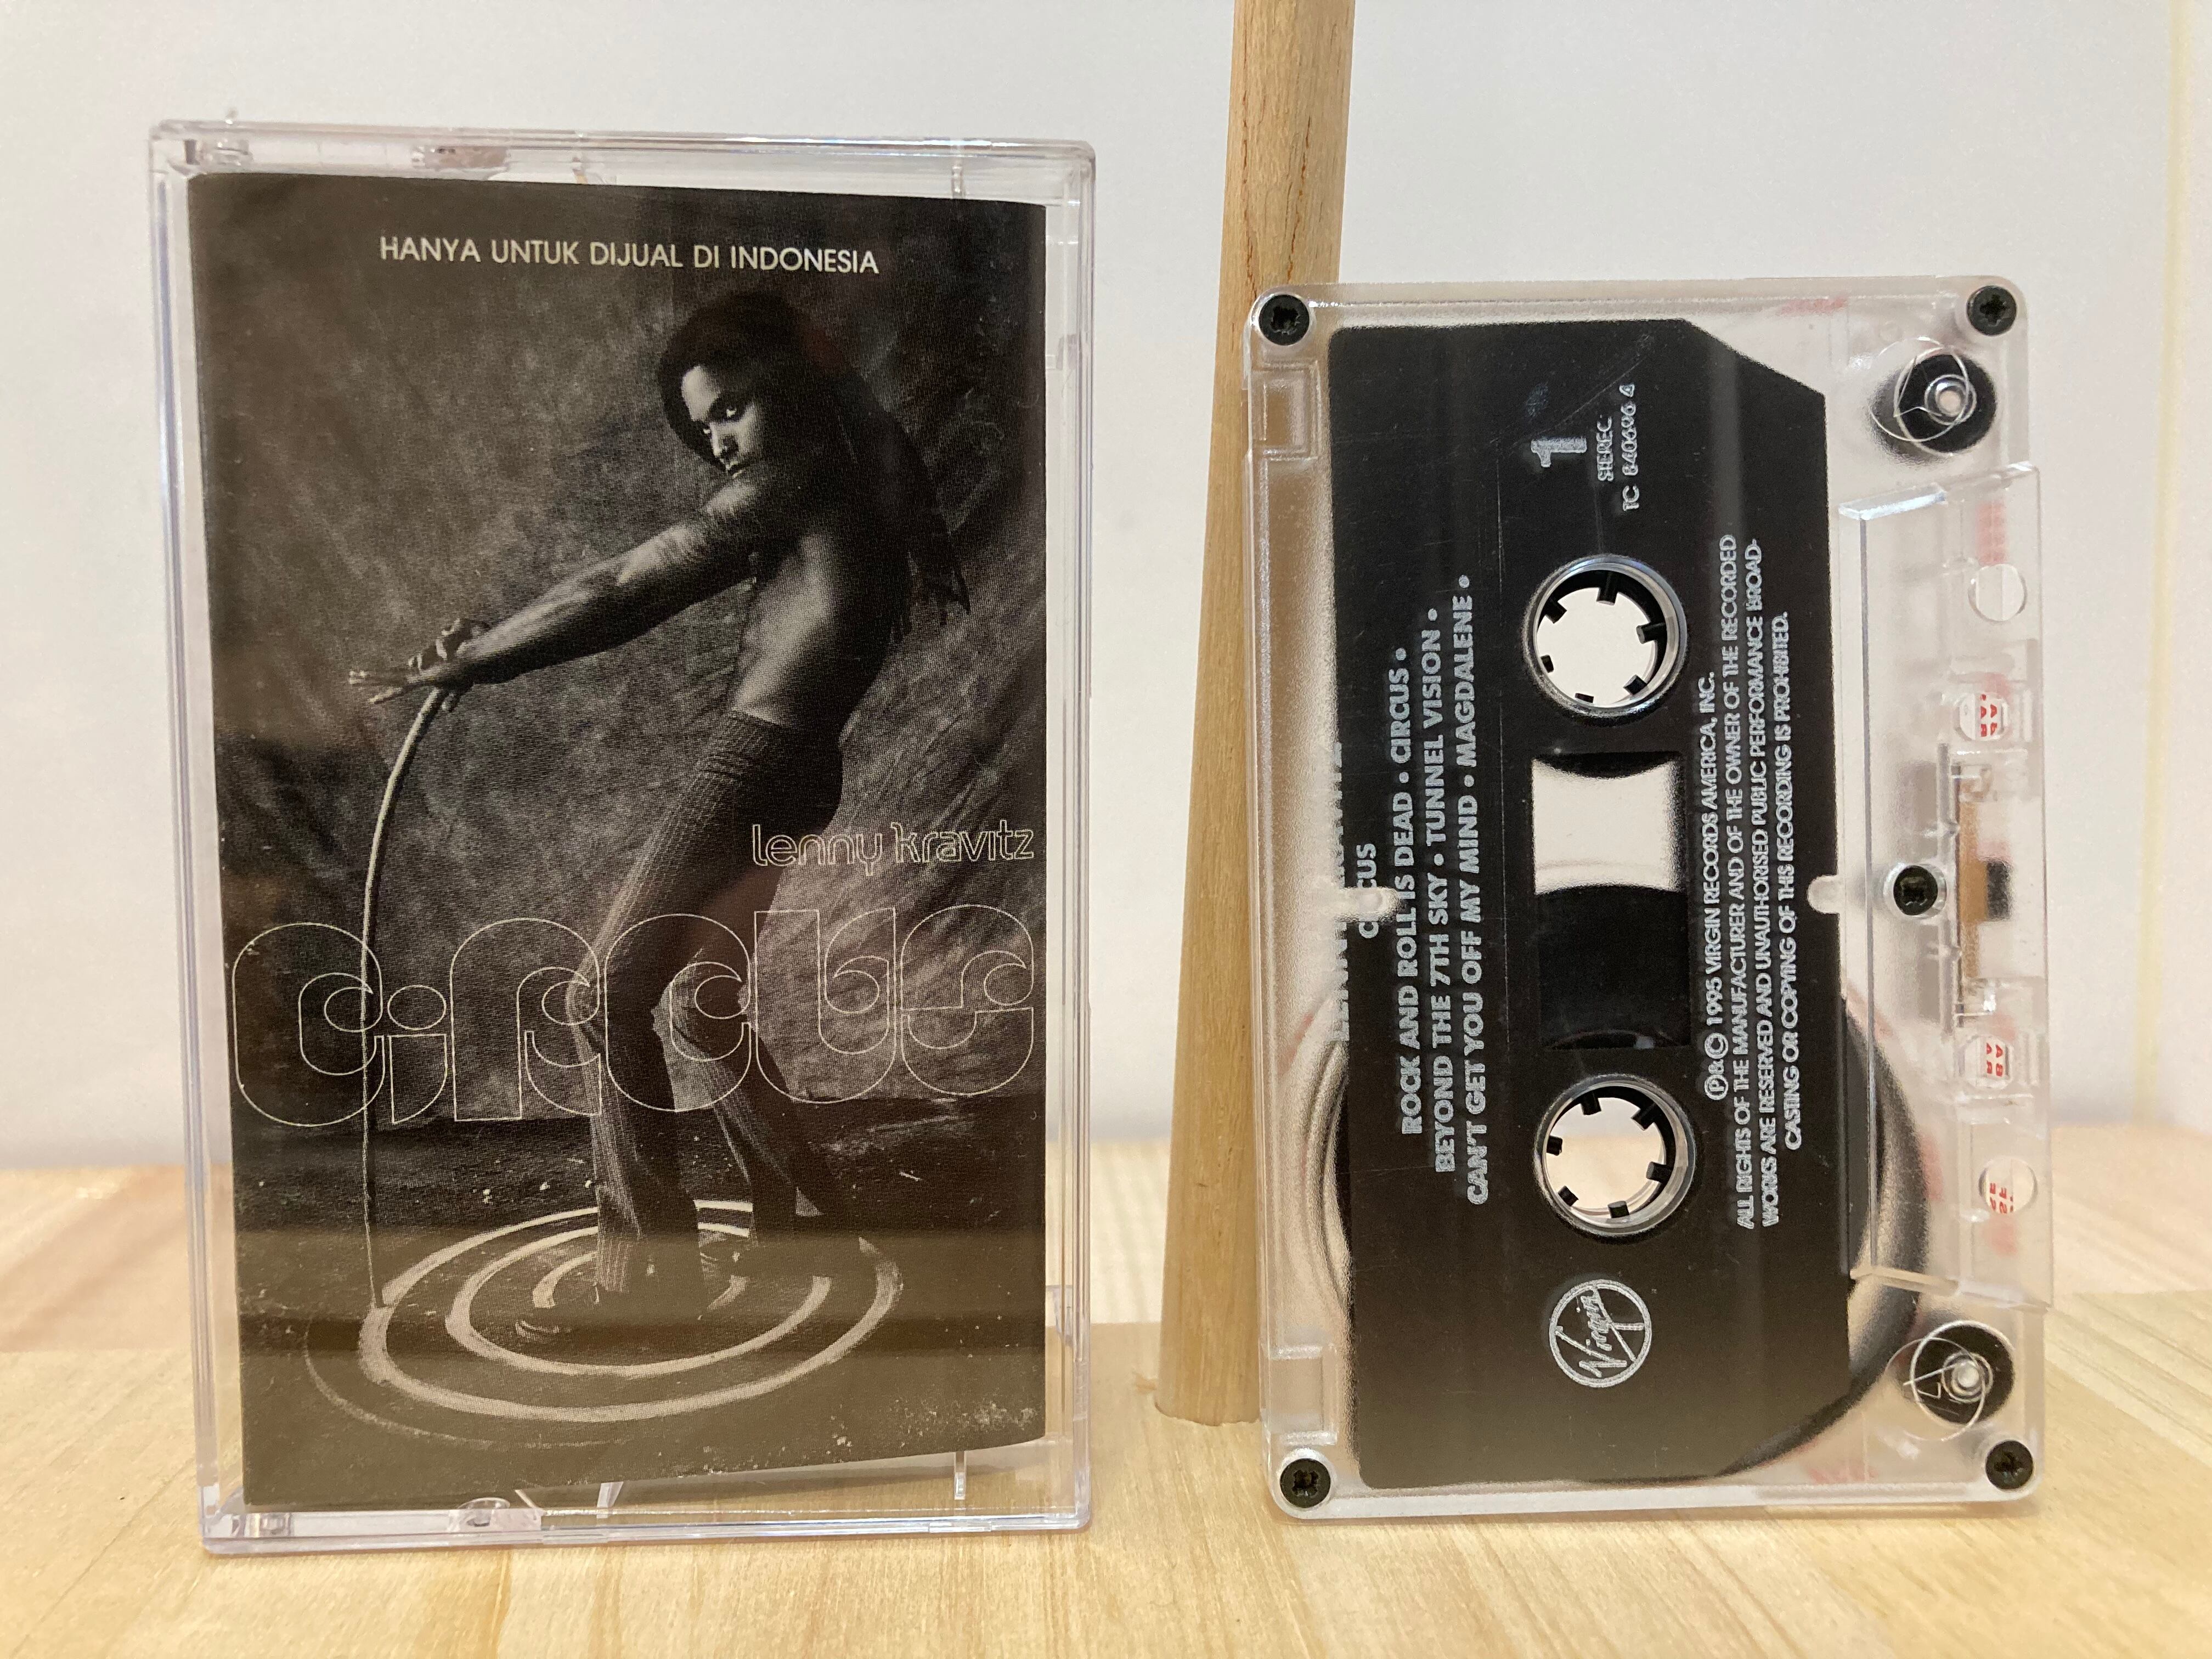 HANYA UNTUK DIJUAL DI INDONESIA
lenny kravitz
circus
CIRCUS
ROCK AND ROLL IS DEAD • CIRCUS •
BEYOND THE 7TH SKY • TUNNEL VISION •
CAN'T GET YOU OFF MY MIND • MAGDALENE •
1
STEREO
TC 840696 4
℗&© 1995 VIRGIN RECORDS AMERICA, INC.
ALL RIGHTS OF THE MANUFACTURER AND OF THE OWNER OF THE RECORDED
WORKS ARE RESERVED AND UNAUTHORISED PUBLIC PERFORMANCE BROAD-
CASTING OR COPYING OF THIS RECORDING IS PROHIBITED.
Virgin